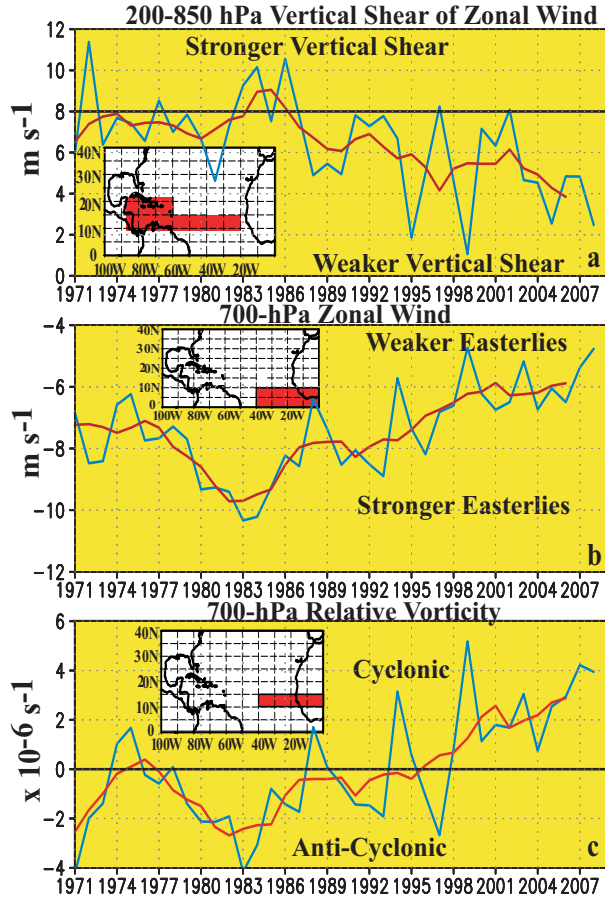 200-850 hPa Vertical Shear of Zonal Wind
12
Stronger Vertical Shear
10
8
6
4
2
0
m s-1
40N
30N
20N
10N
0
100W 80W 60W 40W 20W
Weaker Vertical Shear
a
1971 1974 1977 1980 1983 1986 1989 1992 1995 1998 2001 2004 2007
700-hPa Zonal Wind
-4
-6
-8
-10
-12
m s-1
40N
30N
20N
10N
0
100W 80W 60W 40W 20W
Weaker Easterlies
Stronger Easterlies
b
1971 1974 1977 1980 1983 1986 1989 1992 1995 1998 2001 2004 2007
700-hPa Relative Vorticity
6
4
2
0
-2
-4
x 10-6 s-1
40N
30N
20N
10N
0
100W 80W 60W 40W 20W
Cyclonic
Anti-Cyclonic
c
1971 1974 1977 1980 1983 1986 1989 1992 1995 1998 2001 2004 2007